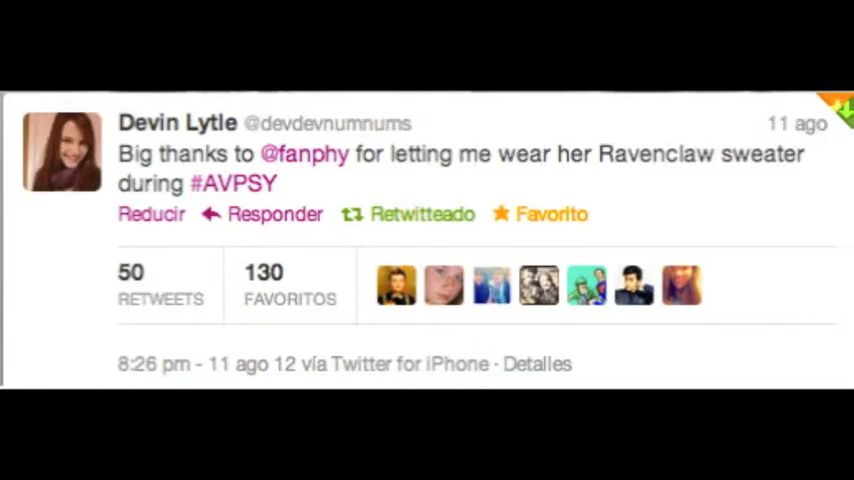 Devin Lytle @devdevnumnums 11 ago
Big thanks to @fanphy for letting me wear her Ravenclaw sweater
during #AVPSY
Reducir Responder Retwitteado Favorito
50 130
RETWEETS FAVORITOS
8:26 pm - 11 ago 12 vía Twitter for iPhone · Detalles